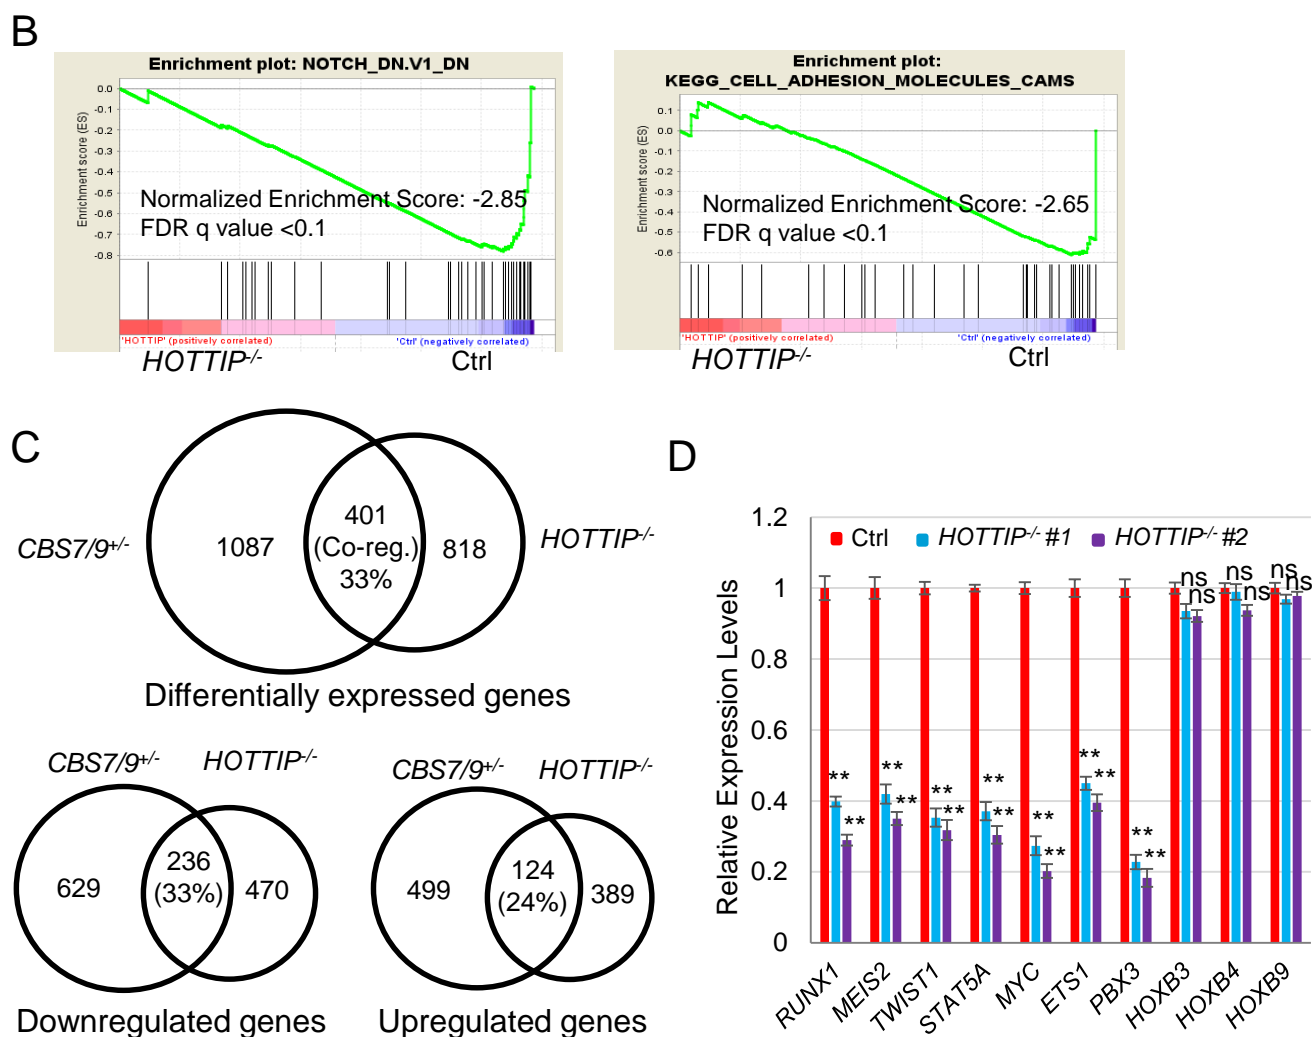 B
Enrichment plot: NOTCH_DN.V1_DN
0.0
-0.1
-0.2
-0.3
-0.4
-0.5
-0.6
-0.7
-0.8
Enrichment score (ES)
Normalized Enrichment Score: -2.85
FDR q value <0.1
'HOTTIP' (positively correlated)
'Ctrl' (negatively correlated)
HOTTIP-/-
Ctrl
Enrichment plot:
KEGG_CELL_ADHESION_MOLECULES_CAMS
0.1
0.0
-0.1
-0.2
-0.3
-0.4
-0.5
-0.6
Enrichment score (ES)
Normalized Enrichment Score: -2.65
FDR q value <0.1
'HOTTIP' (positively correlated)
'Ctrl' (negatively correlated)
HOTTIP-/-
Ctrl
C
CBS7/9+/-
1087
401
(Co-reg.)
33%
818
HOTTIP-/-
Differentially expressed genes
CBS7/9+/-
HOTTIP-/-
629
236
(33%)
470
Downregulated genes
CBS7/9+/-
HOTTIP-/-
499
124
(24%)
389
Upregulated genes
D
Relative Expression Levels
1.2
1
0.8
0.6
0.4
0.2
0
Ctrl
HOTTIP-/- #1
HOTTIP-/- #2
**
**
**
**
**
**
**
**
**
**
**
**
**
**
ns
ns
ns
ns
ns
ns
RUNX1
MEIS2
TWIST1
STAT5A
MYC
ETS1
PBX3
HOXB3
HOXB4
HOXB9